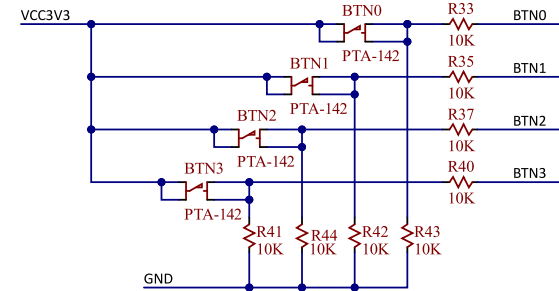 VCC3V3 BTN0 R33 BTN0
PTA-142 10K
BTN1 R35 BTN1
PTA-142 10K
BTN2 R37 BTN2
PTA-142 10K
BTN3 R40 BTN3
PTA-142 10K
R41 R44 R42 R43
10K 10K 10K 10K
GND